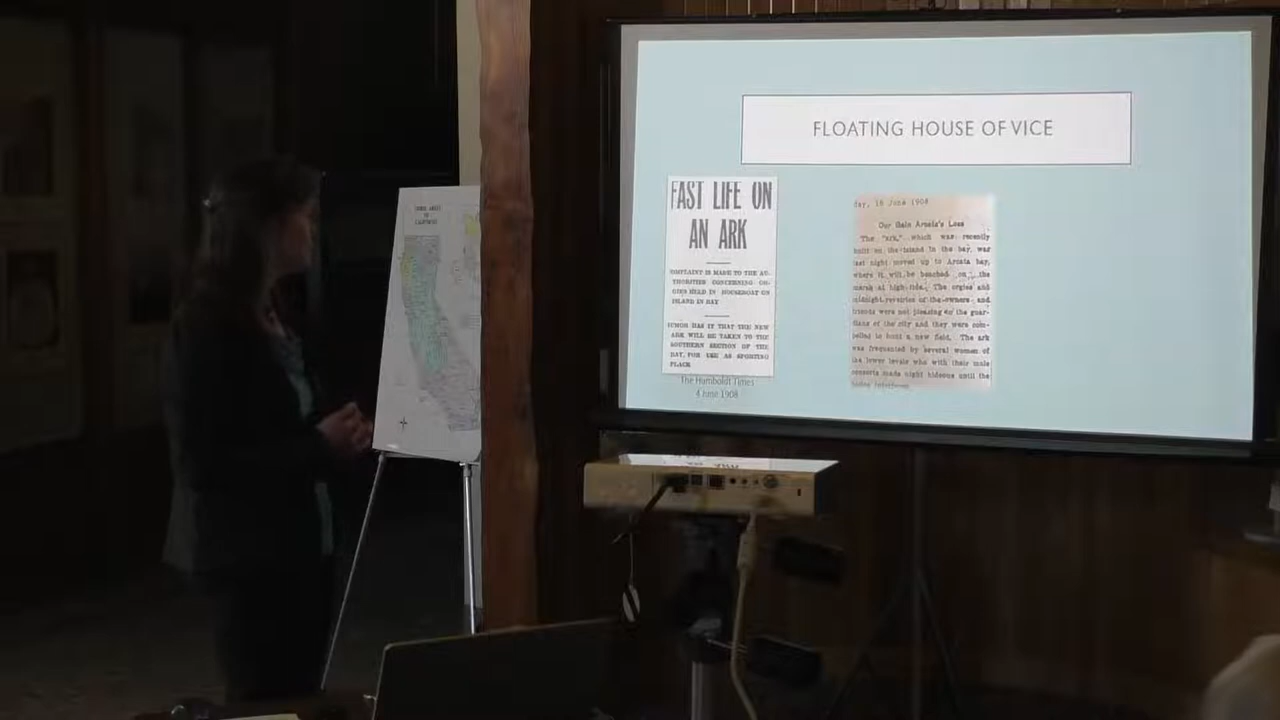 FLOATING HOUSE OF VICE
FAST LIFE ON
AN ARK
COMPLAINT IS MADE TO THE AU-
THORITIES CONCERNING OR-
GIES HELD IN HOUSEBOAT ON
ISLAND IN BAY
RUMOR HAS IT THAT THE NEW
ARK WILL BE TAKEN TO THE
SOUTHERN SECTION OF THE
BAY, FOR USE AS SPORTING
PLACE
The Humboldt Times
4 June 1908
day, 16 June 1908
Our Gain Arcata's Loss
The "ark," which was recently
built on the island in the bay, was
last night moved up to Arcata bay,
where it will be beached on the
marsh at high tide. The orgies and
midnight reveries of the owners and
friends were not pleasing to the guar-
dians of the city and they were com-
pelled to hunt a new field. The ark
was frequented by several women of
the lower levels who with their male
consorts made night hideous until the